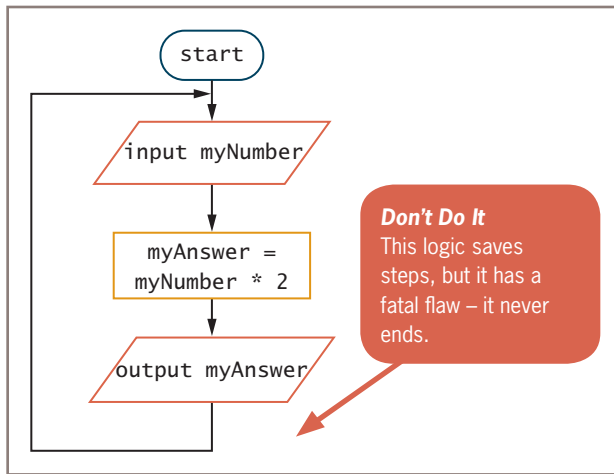 start
input myNumber
myAnswer =
myNumber * 2
output myAnswer
Don't Do It
This logic saves
steps, but it has a
fatal flaw – it never
ends.